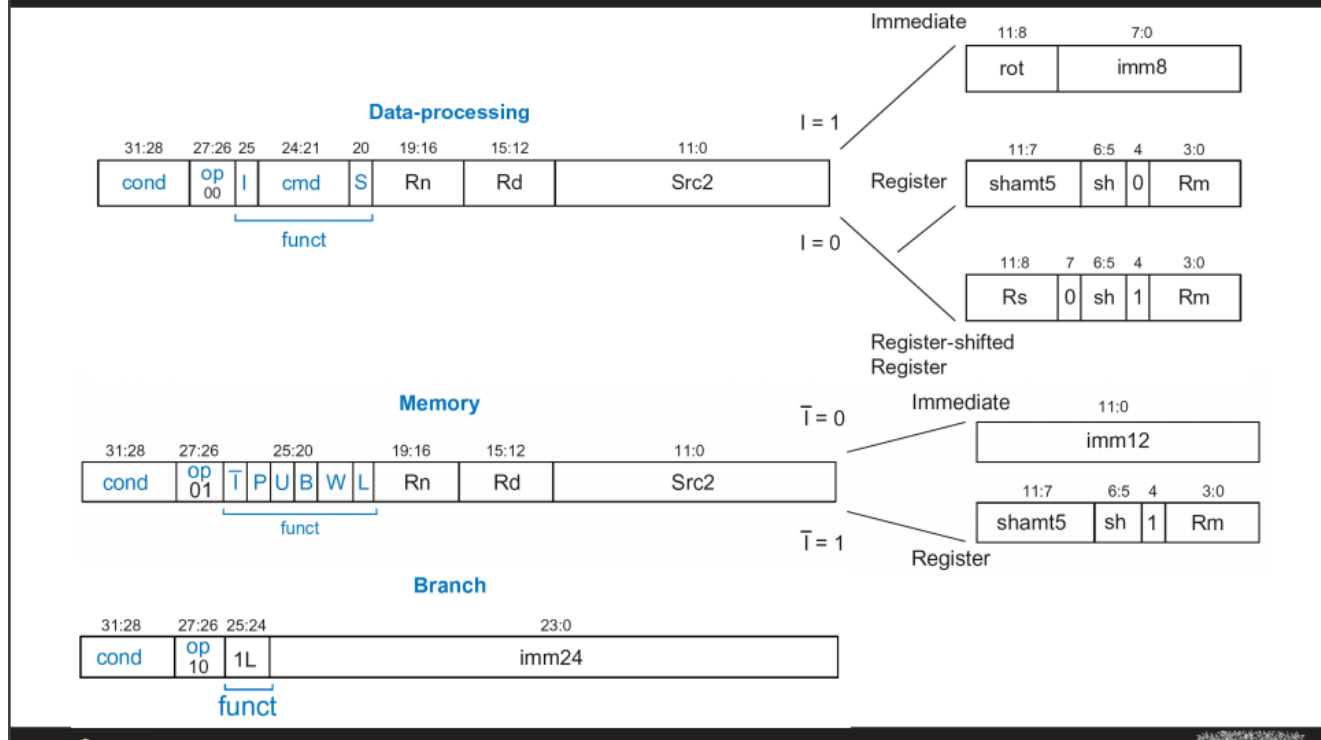 Immediate
11:8 7:0
rot imm8
Data-processing
I = 1
31:28 27:26 25 24:21 20 19:16 15:12 11:0
cond op 00 I cmd S Rn Rd Src2
funct
I = 0
Register
11:7 6:5 4 3:0
shamt5 sh 0 Rm
11:8 7 6:5 4 3:0
Rs 0 sh 1 Rm
Register-shifted
Register
Memory
I̅ = 0
Immediate
11:0
imm12
31:28 27:26 25:20 19:16 15:12 11:0
cond op 01 I̅ P U B W L Rn Rd Src2
funct
I̅ = 1
11:7 6:5 4 3:0
shamt5 sh 1 Rm
Register
Branch
31:28 27:26 25:24 23:0
cond op 10 1L imm24
funct